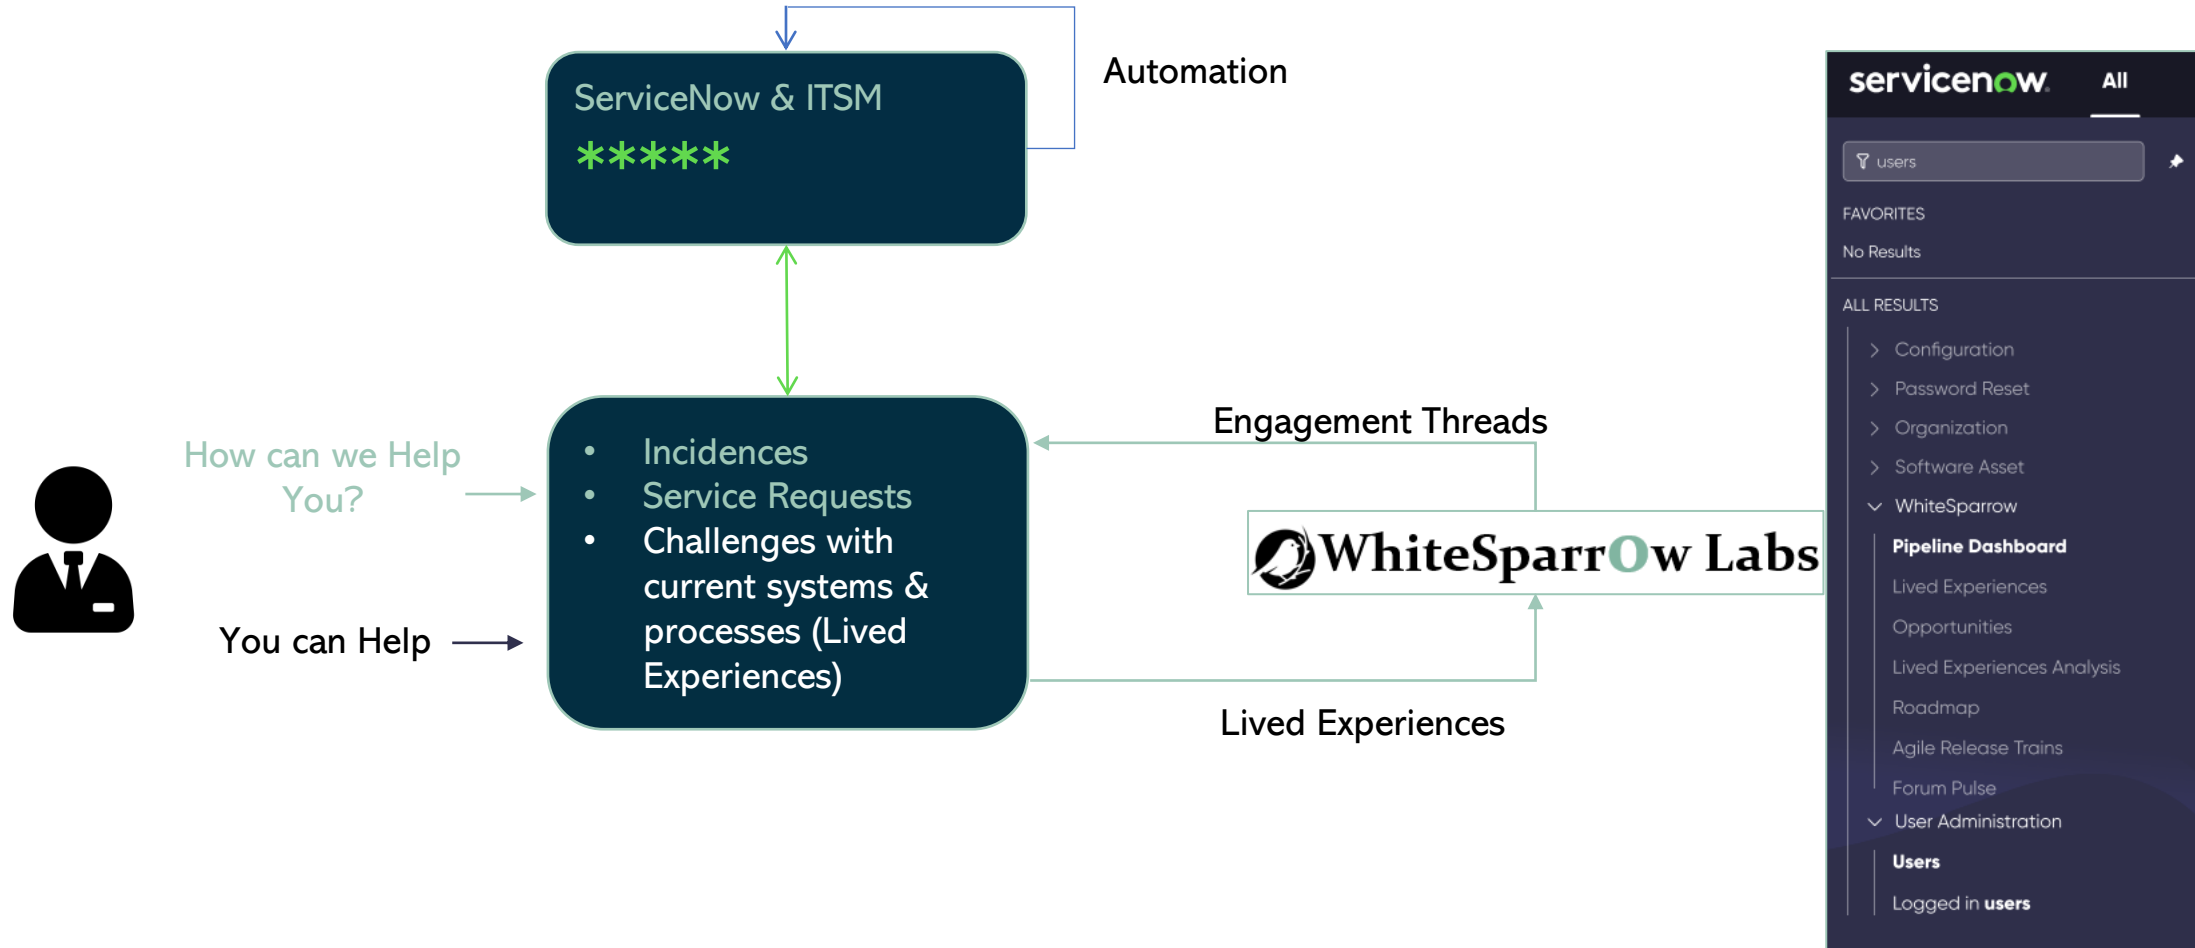 Automation
ServiceNow & ITSM
*****
How can we Help
You?
You can Help
• Incidences
• Service Requests
• Challenges with
current systems &
processes (Lived
Experiences)
Engagement Threads
WhiteSparrOw Labs
Lived Experiences
servicenow. All
users
FAVORITES
No Results
ALL RESULTS
Configuration
Password Reset
Organization
Software Asset
WhiteSparrow
Pipeline Dashboard
Lived Experiences
Opportunities
Lived Experiences Analysis
Roadmap
Agile Release Trains
Forum Pulse
User Administration
Users
Logged in users